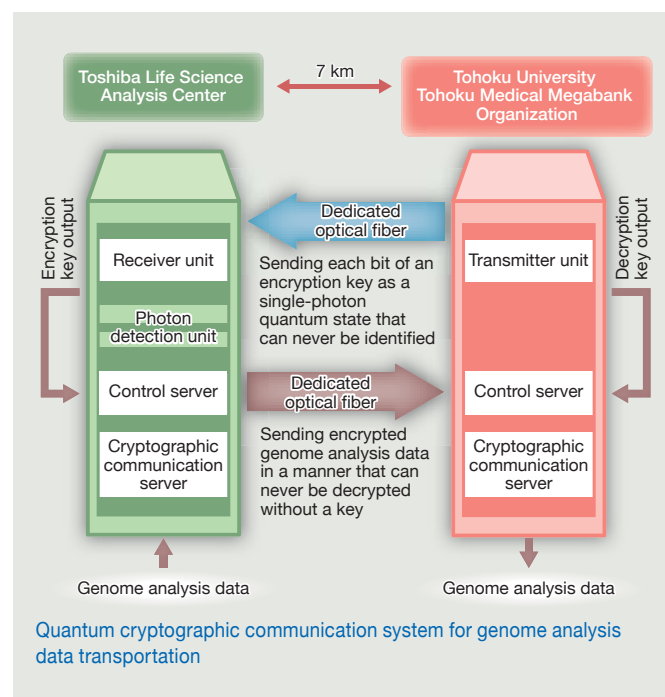 Toshiba Life Science
Analysis Center
7 km
Tohoku University
Tohoku Medical Megabank
Organization
Encryption
key output
Receiver unit
Photon
detection unit
Control server
Cryptographic
communication
server
Genome analysis data
Dedicated
optical fiber
Sending each bit of an
encryption key as a
single-photon
quantum state that
can never be identified
Dedicated
optical fiber
Sending encrypted
genome analysis data
in a manner that can
never be decrypted
without a key
Transmitter unit
Control server
Cryptographic
communication
server
Decryption
key output
Genome analysis data
Quantum cryptographic communication system for genome analysis
data transportation